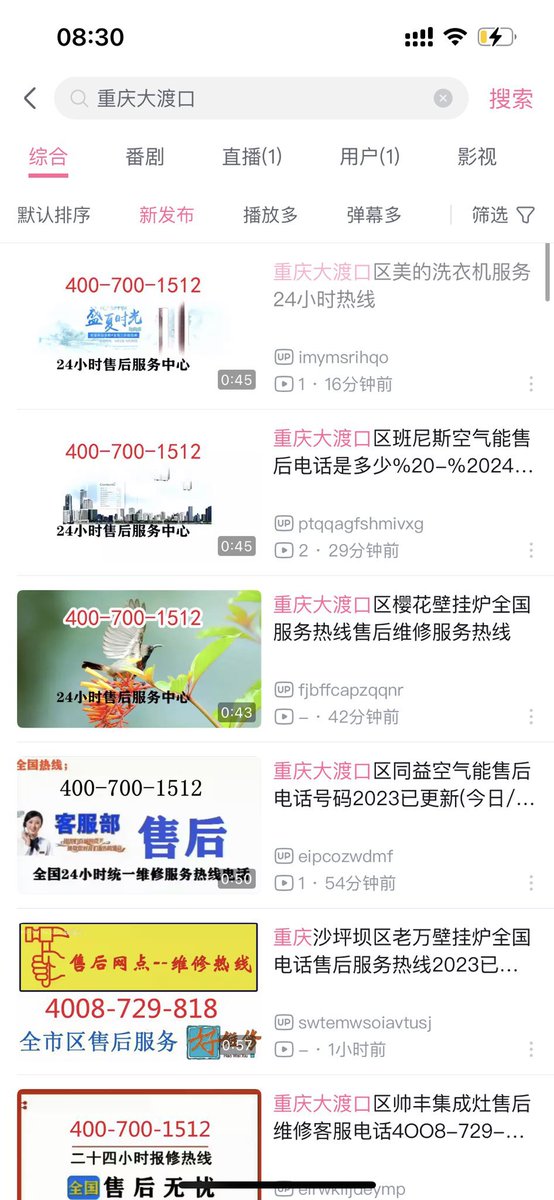 08:30
重庆大渡口
搜索
综合
番剧
直播(1)
用户(1)
影视
默认排序
新发布
播放多
弹幕多
筛选
400-700-1512
盛夏时光
24小时售后服务中心
0:45
重庆大渡口区美的洗衣机服务
24小时热线
UP imymsrihqo
1 · 16分钟前
400-700-1512
24小时售后服务中心
0:45
重庆大渡口区班尼斯空气能售
后电话是多少%20-%2024...
UP ptqqagfshmivxg
2 · 29分钟前
400-700-1512
24小时售后服务中心
0:43
重庆大渡口区樱花壁挂炉全国
服务热线售后维修服务热线
UP fjbffcapzqqnr
– · 42分钟前
全国热线;
400-700-1512
客服部
售后
全国24小时统一维修服务热线电话
0:50
重庆大渡口区同益空气能售后
电话号码2023已更新(今日/...
UP eipcozwdmf
1 · 54分钟前
售后网点--维修热线
4008-729-818
全市区售后服务
好维修
0:57
重庆沙坪坝区老万壁挂炉全国
电话售后服务热线2023已...
UP swtemwsoiavtusj
– · 1小时前
400-700-1512
二十四小时报修热线
全国售后无忧
重庆大渡口区帅丰集成灶售后
维修客服电话4OO8-729-...